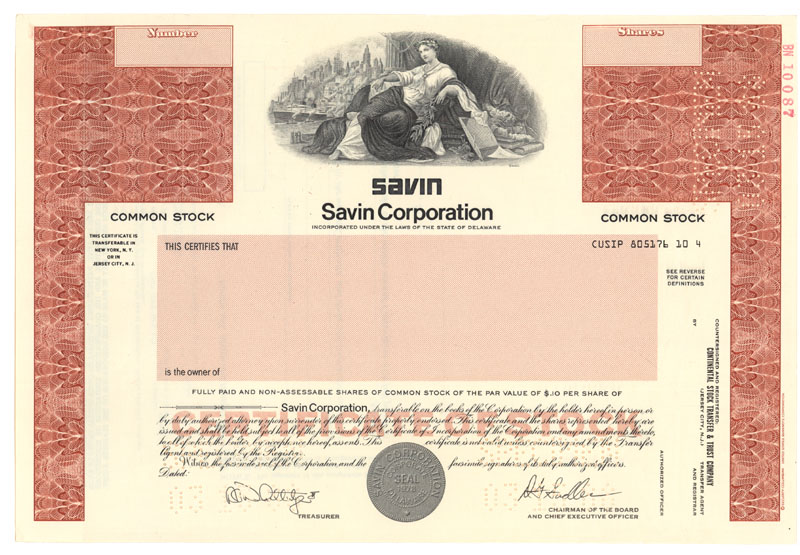 Number
Shares
BN 10087
savin
Savin Corporation
INCORPORATED UNDER THE LAWS OF THE STATE OF DELAWARE
COMMON STOCK
COMMON STOCK
THIS CERTIFICATE IS
TRANSFERABLE IN
NEW YORK, N. Y.
OR IN
JERSEY CITY, N. J.
THIS CERTIFIES THAT
CUSIP 805176 10 4
SEE REVERSE
FOR CERTAIN
DEFINITIONS
is the owner of
FULLY PAID AND NON-ASSESSABLE SHARES OF COMMON STOCK OF THE PAR VALUE OF $.10 PER SHARE OF
Savin Corporation, transferable on the books of the Corporation by the holder hereof in person or
by duly authorized attorney upon surrender of this certificate properly endorsed. This certificate and the shares represented hereby are
issued and shall be held subject to all of the provisions of the Certificate of Incorporation of the Corporation and any amendments thereto,
to all of which the holder by acceptance hereof, assents. This certificate is not valid unless countersigned by the Transfer
Agent and registered by the Registrar.
Witness the facsimile seal of the Corporation and the facsimile signatures of its duly authorized officers.
Dated:
SAVIN CORPORATION
SEAL
TREASURER
CHAIRMAN OF THE BOARD
AND CHIEF EXECUTIVE OFFICER
COUNTERSIGNED AND REGISTERED:
CONTINENTAL STOCK TRANSFER & TRUST COMPANY
(JERSEY CITY, N.J.)
TRANSFER AGENT
AND REGISTRAR
BY
AUTHORIZED OFFICER